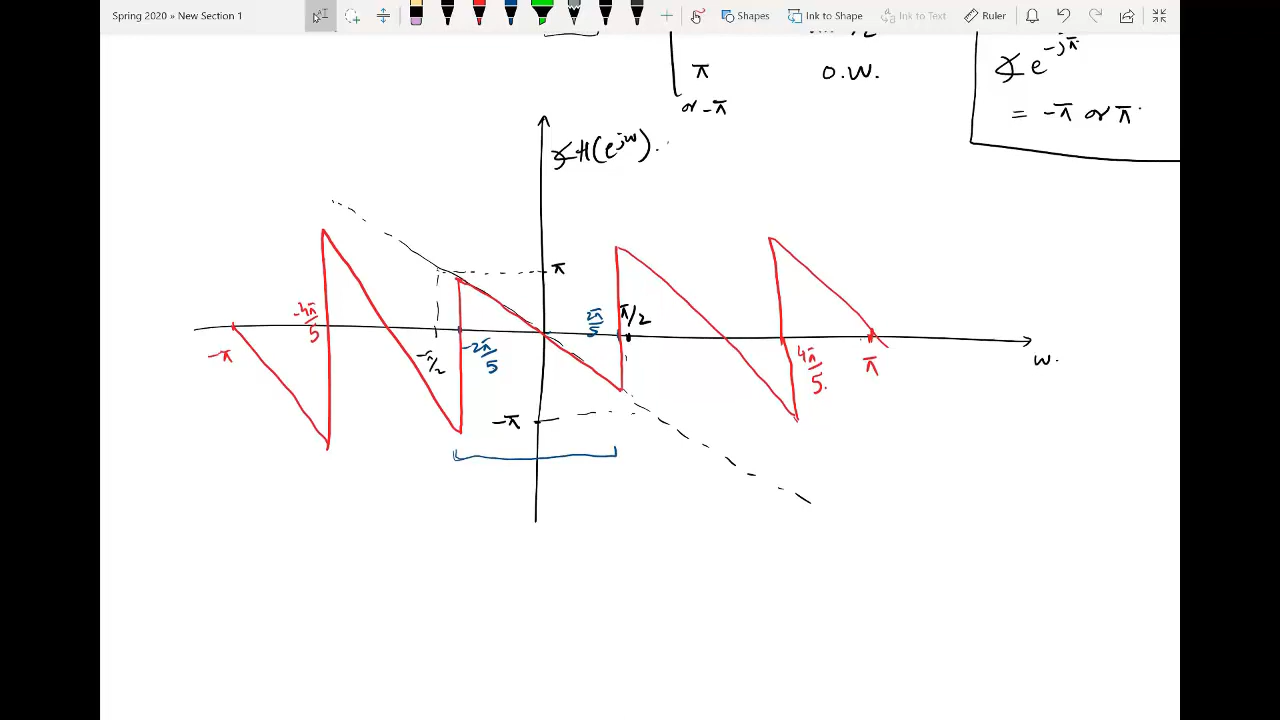 Spring 2020 » New Section 1
Shapes
Ink to Shape
Ink to Text
Ruler
π
or -π
O.W.
∡e^{-jπ}
= -π or π
∡H(e^{jω})
π
-π
-4π/5
-π/2
-2π/5
2π/5
π/2
4π/5
π
ω.
-π